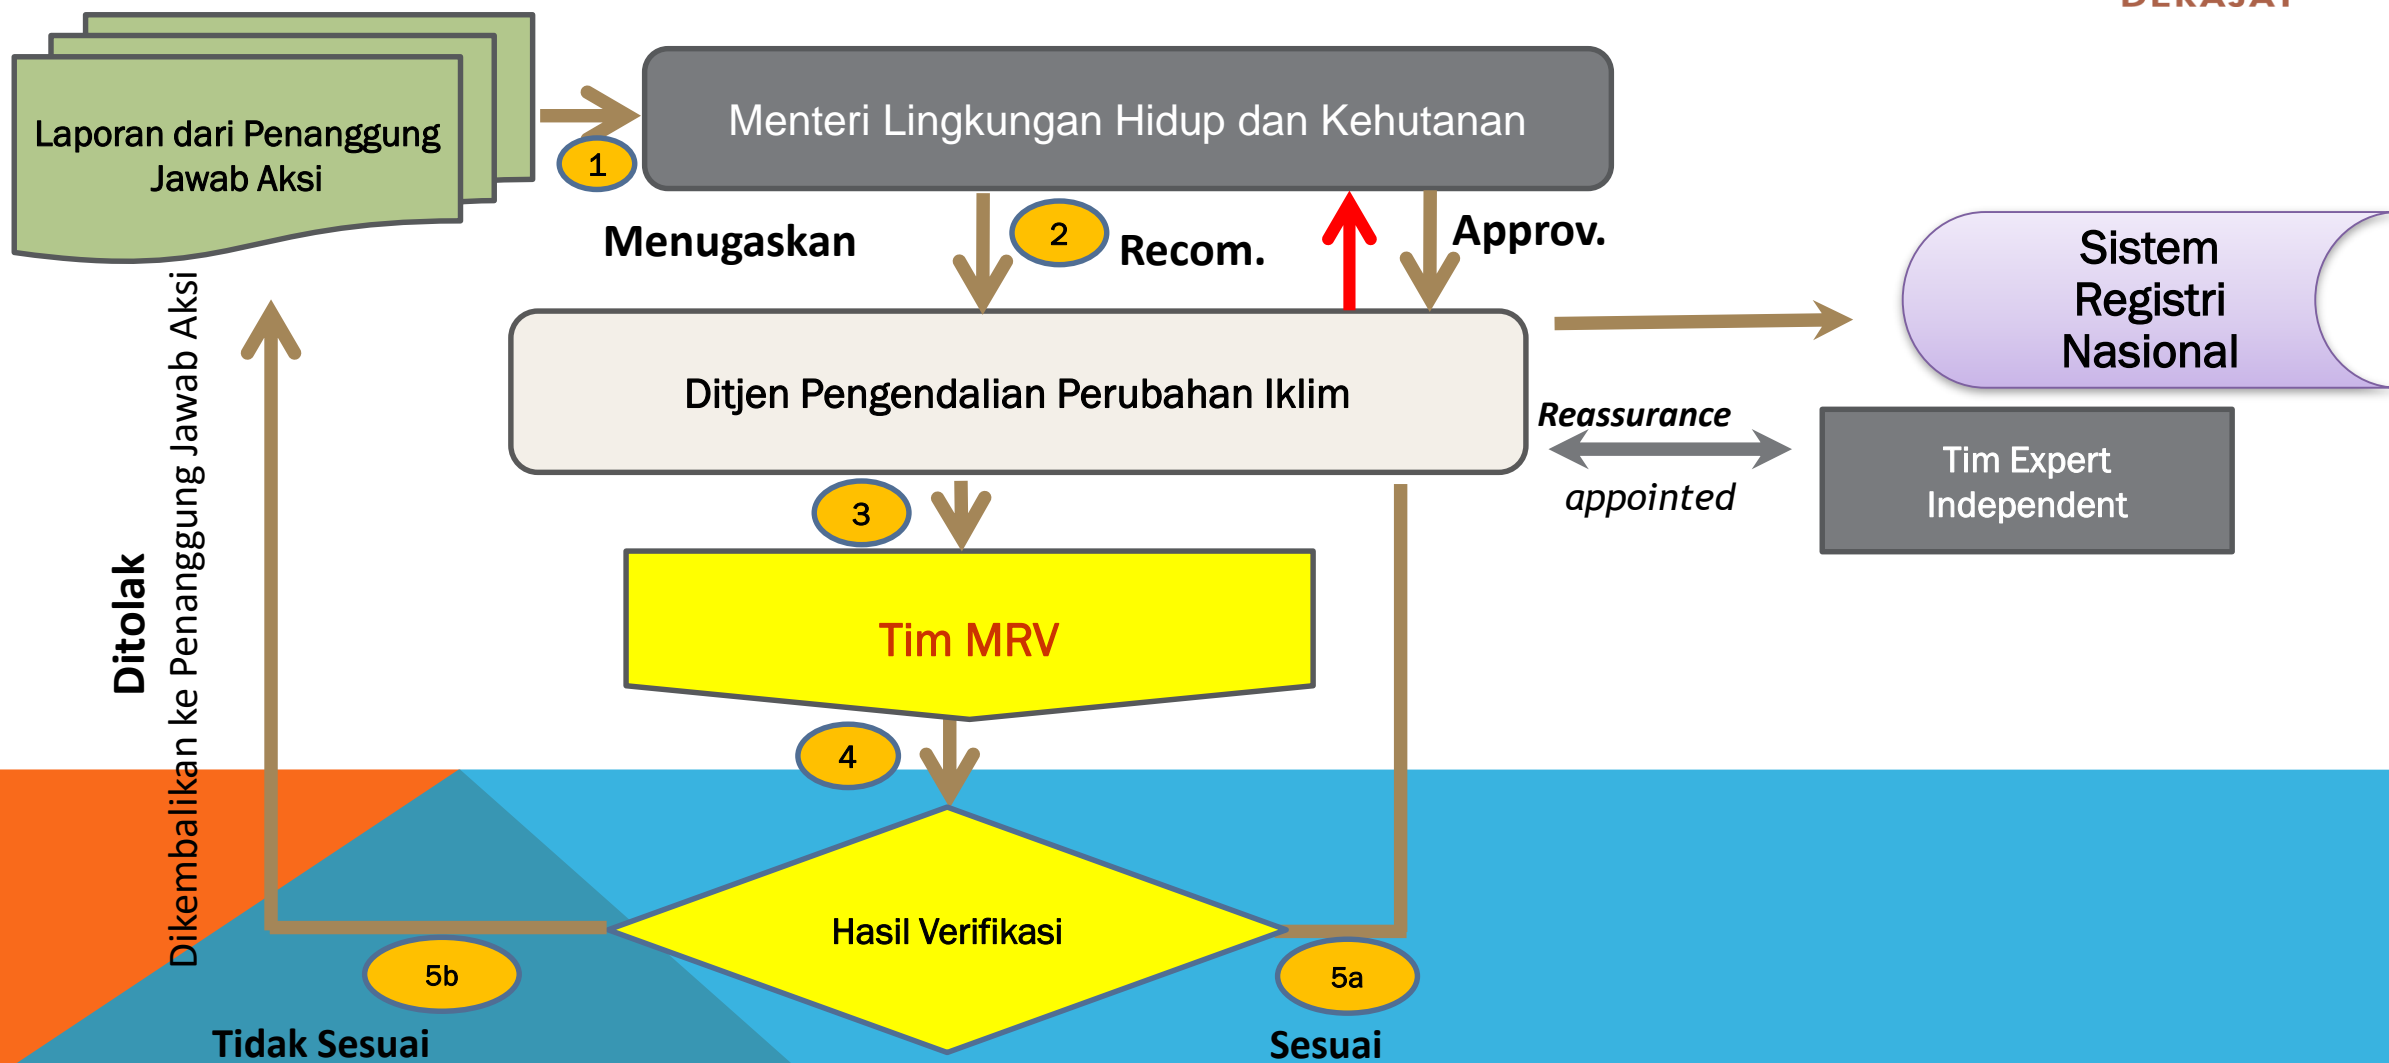 Laporan dari Penanggung
Jawab Aksi
1
Menteri Lingkungan Hidup dan Kehutanan
Menugaskan
2
Recom.
Approv.
Sistem
Registri
Nasional
Ditjen Pengendalian Perubahan Iklim
Reassurance
appointed
Tim Expert
Independent
Ditolak
Dikembalikan ke Penanggung Jawab Aksi
3
Tim MRV
4
Hasil Verifikasi
5b
5a
Tidak Sesuai
Sesuai